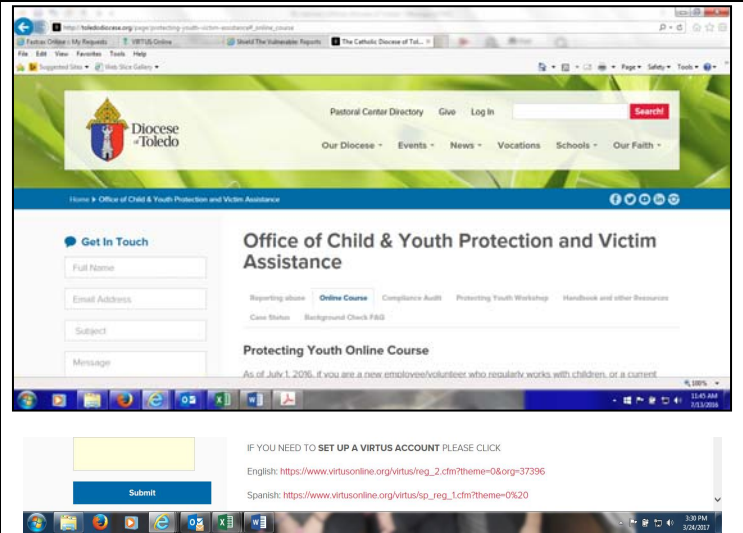 http://toledodiocese.org/page/protecting-youth-victim-assistance#_online_course
Fastrax Online : My Requests
VIRTUS Online
Shield The Vulnerable Reports
The Catholic Diocese of Tol...
File Edit View Favorites Tools Help
Suggested Sites
Web Slice Gallery
Page Safety Tools
Pastoral Center Directory Give Log In Search!
Diocese
of Toledo
Our Diocese Events News Vocations Schools Our Faith
Home Office of Child & Youth Protection and Victim Assistance
Get In Touch
Full Name
Email Address
Subject
Message
Office of Child & Youth Protection and Victim
Assistance
Reporting abuse Online Course Compliance Audit Protecting Youth Workshop Handbook and other Resources
Case Status Background Check FAQ
Protecting Youth Online Course
As of July 1, 2016, if you are a new employee/volunteer who regularly works with children, or a current
100%
11:45 AM
7/13/2016
Submit
IF YOU NEED TO SET UP A VIRTUS ACCOUNT PLEASE CLICK
English: https://www.virtusonline.org/virtus/reg_2.cfm?theme=0&org=37396
Spanish: https://www.virtusonline.org/virtus/sp_reg_1.cfm?theme=0%20
3:30 PM
3/24/2017